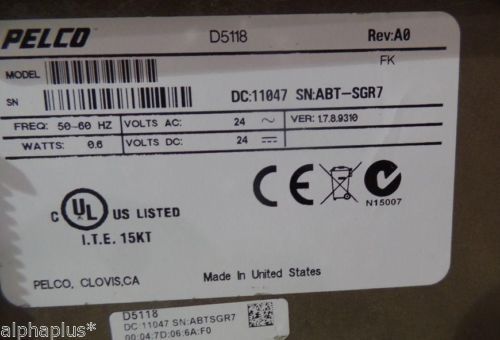 PELCO D5118 Rev:A0
MODEL FK
SN DC:11047 SN:ABT-SGR7
FREQ: 50-60 HZ VOLTS AC: 24 ~ VER: 1.7.8.9310
WATTS: 0.6 VOLTS DC: 24
C UL US LISTED
I.T.E. 15KT
CE N15007
PELCO, CLOVIS,CA Made In United States
D5118
DC:11047 SN:ABTSGR7
00:04:7D:06:6A:F0
alphaplus*